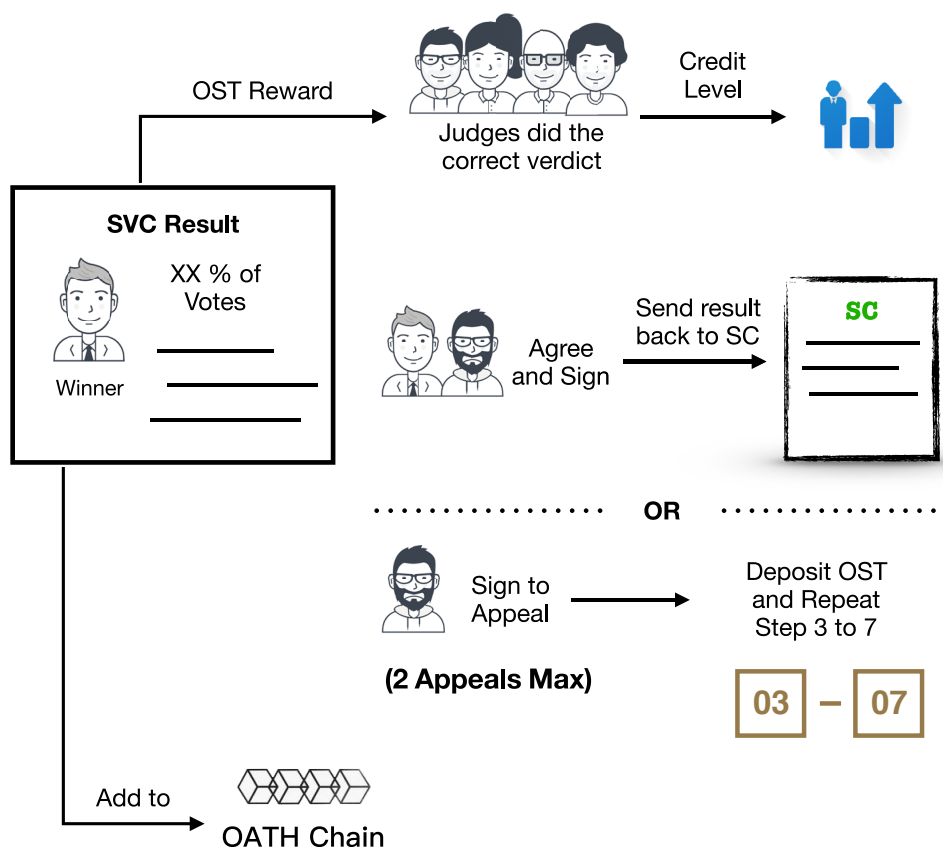 OST Reward
Judges did the
correct verdict
Credit
Level
SVC Result
XX % of
Votes
Winner
Agree
and Sign
Send result
back to SC
SC
OR
Sign to
Appeal
(2 Appeals Max)
Deposit OST
and Repeat
Step 3 to 7
03 – 07
Add to
OATH Chain